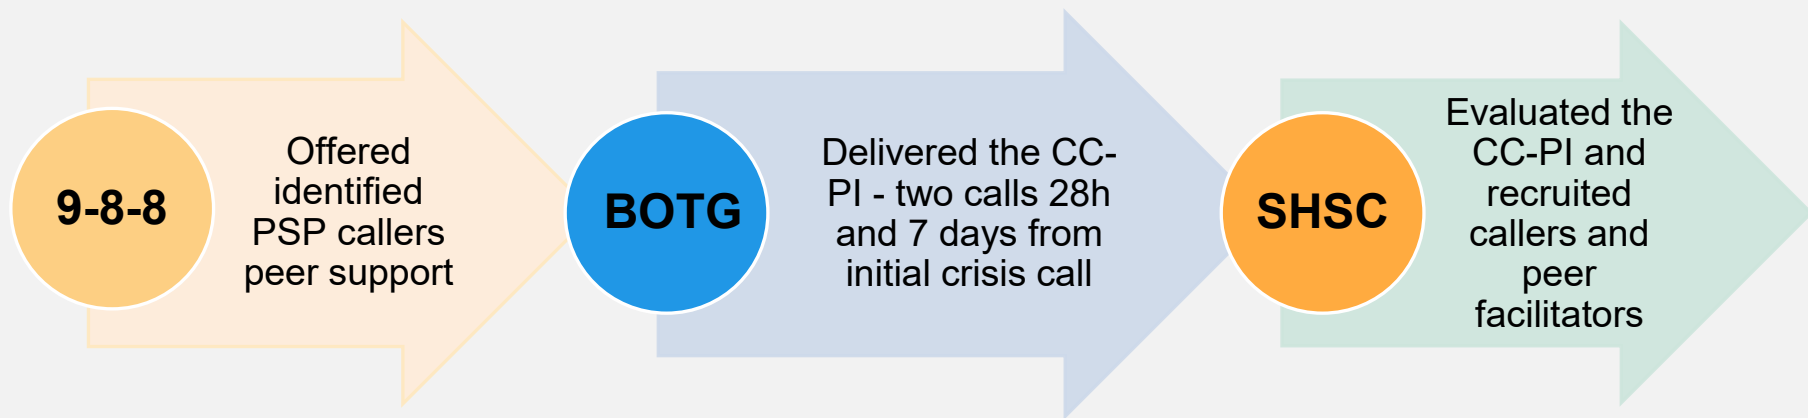 9-8-8
Offered
identified
PSP callers
peer support
BOTG
Delivered the CC-
PI - two calls 28h
and 7 days from
initial crisis call
SHSC
Evaluated the
CC-PI and
recruited
callers and
peer
facilitators